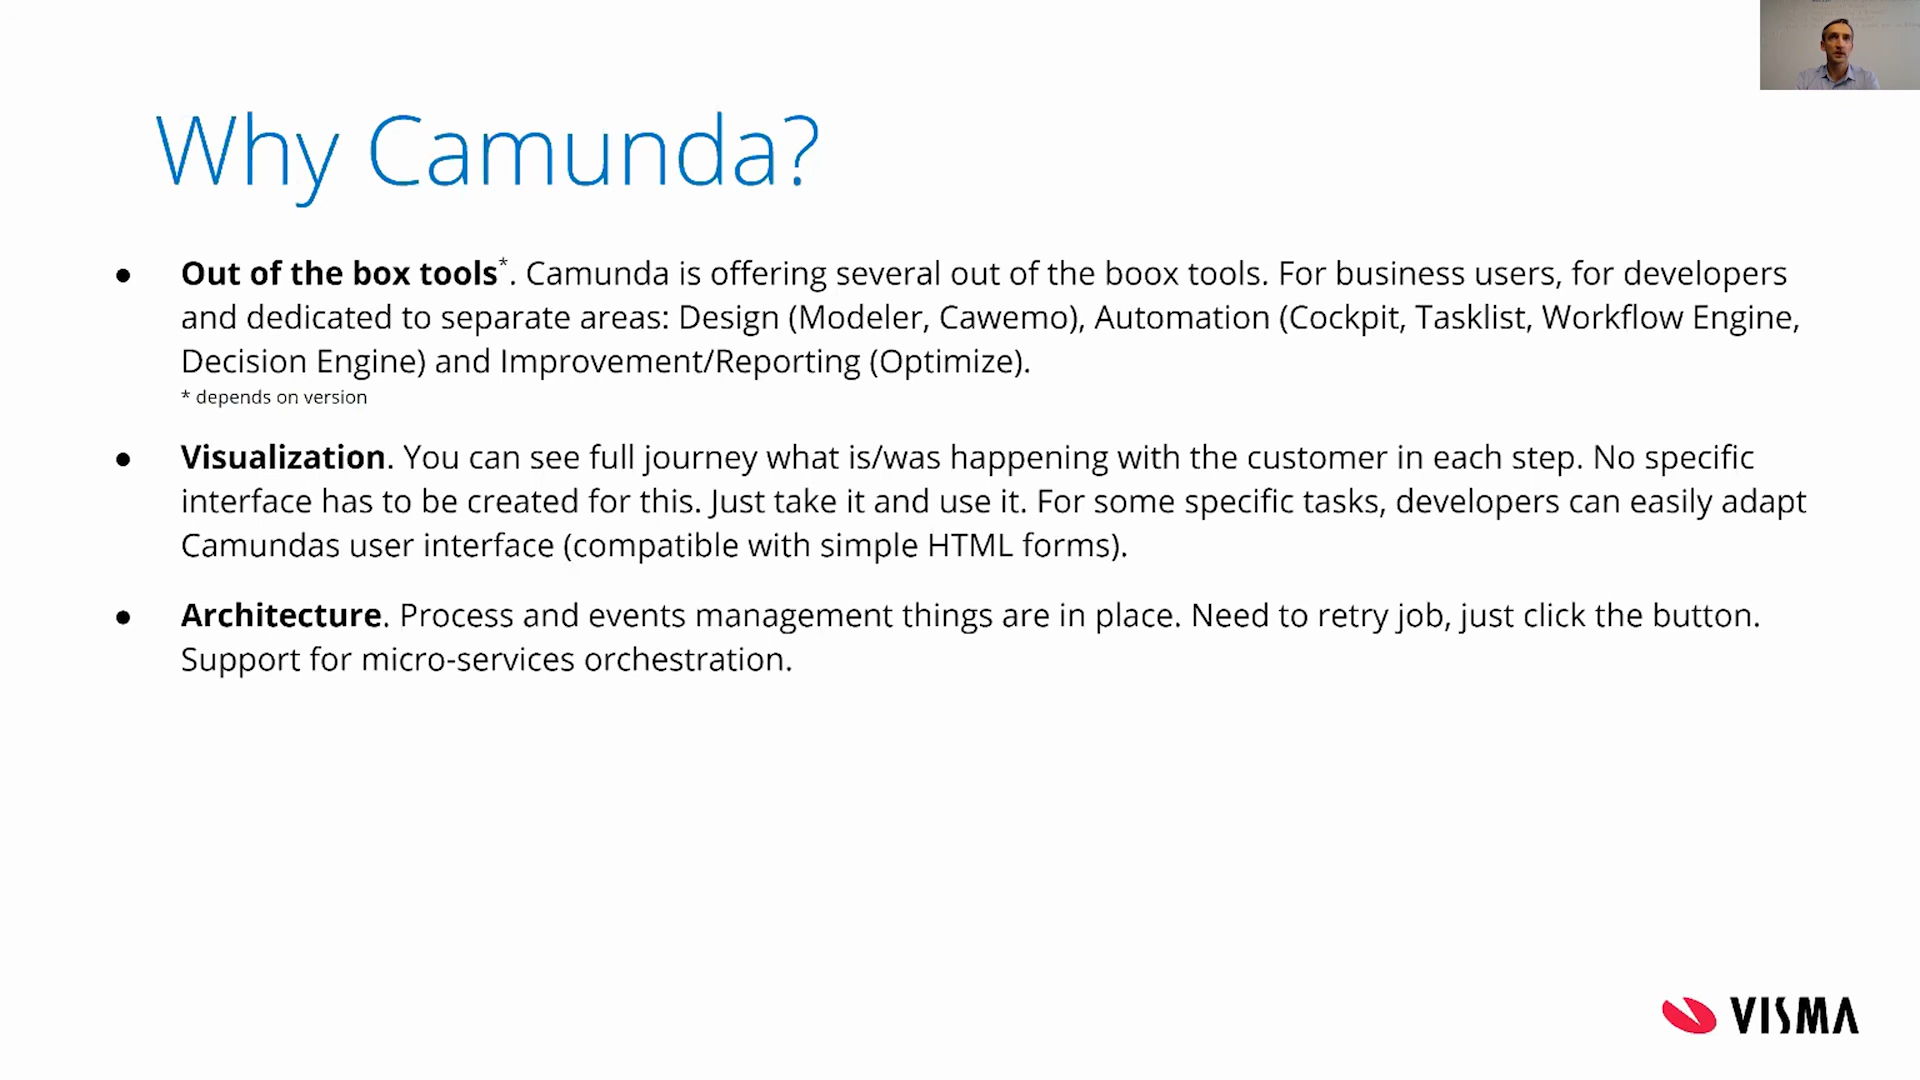 Why Camunda?
● Out of the box tools*. Camunda is offering several out of the boox tools. For business users, for developers
and dedicated to separate areas: Design (Modeler, Cawemo), Automation (Cockpit, Tasklist, Workflow Engine,
Decision Engine) and Improvement/Reporting (Optimize).
* depends on version
● Visualization. You can see full journey what is/was happening with the customer in each step. No specific
interface has to be created for this. Just take it and use it. For some specific tasks, developers can easily adapt
Camundas user interface (compatible with simple HTML forms).
● Architecture. Process and events management things are in place. Need to retry job, just click the button.
Support for micro-services orchestration.
VISMA